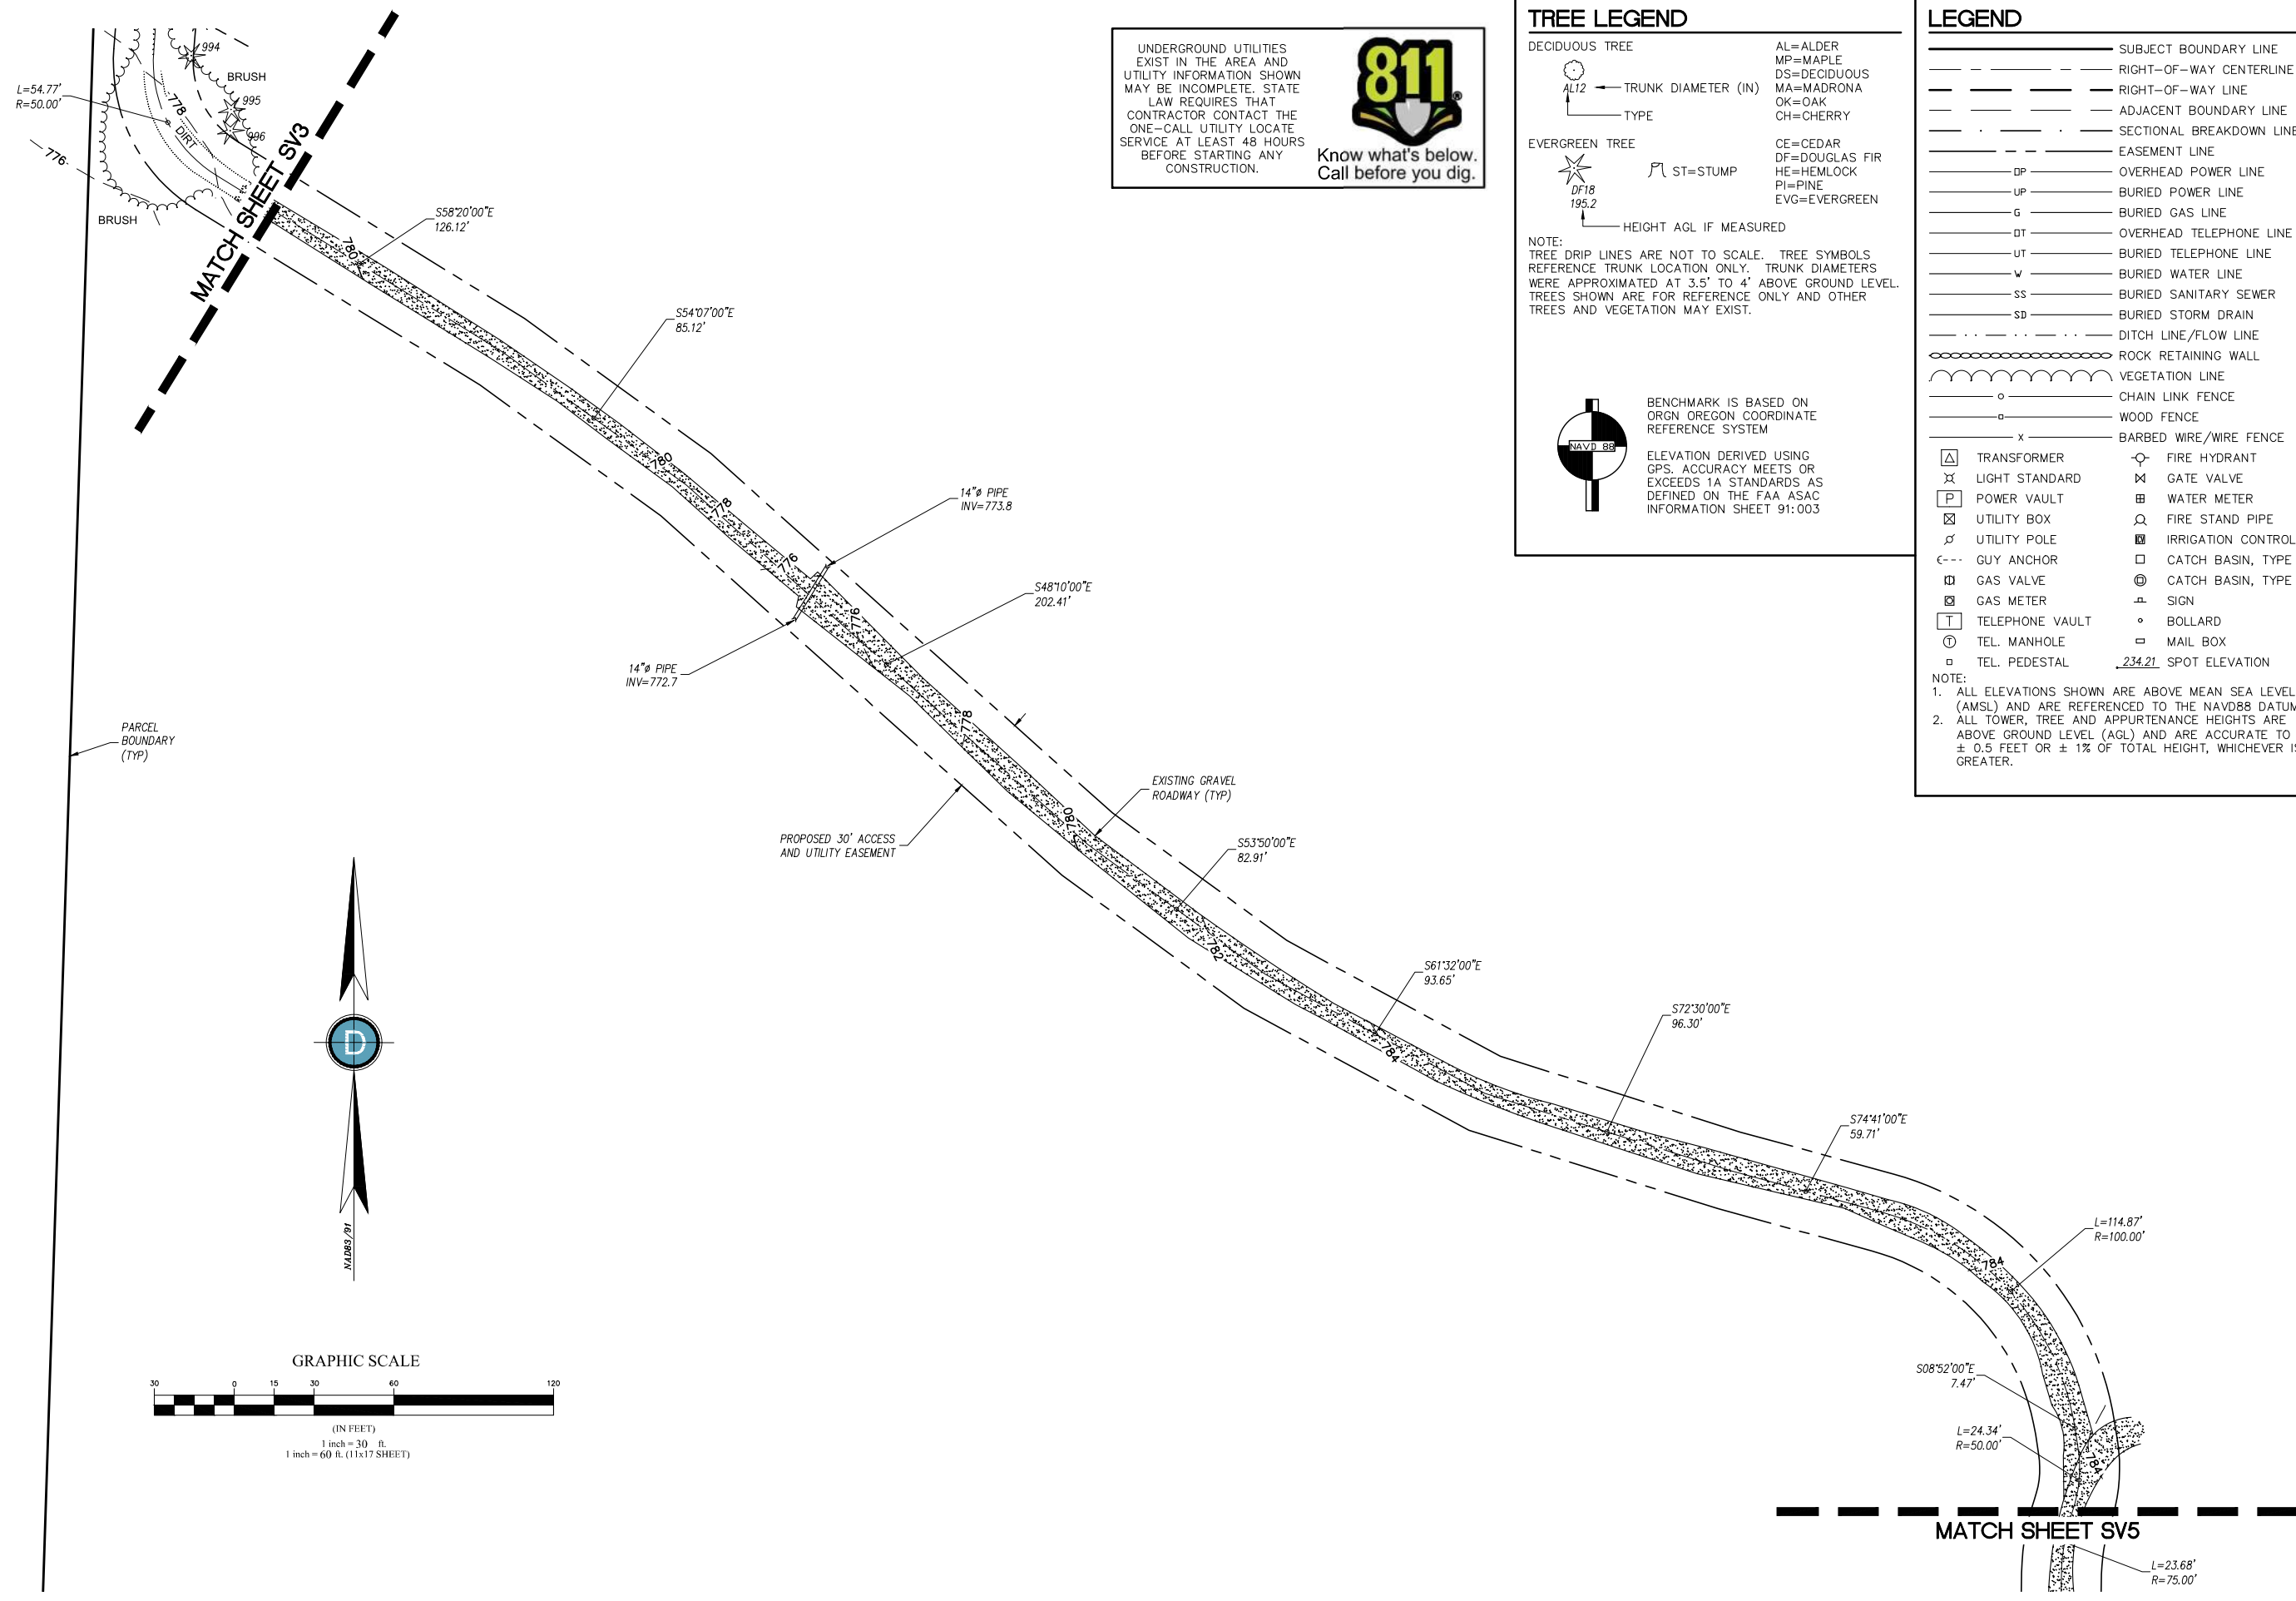 994
BRUSH
L=54.77'
R=50.00'
778
995
996
DIRT
776
BRUSH
MATCH SHEET SV3
780
S58°20'00"E
126.12'
S54°07'00"E
85.12'
780
778
14"ø PIPE
INV=773.8
776
S48°10'00"E
202.41'
776
14"ø PIPE
INV=772.7
778
PARCEL
BOUNDARY
(TYP)
EXISTING GRAVEL
ROADWAY (TYP)
780
PROPOSED 30' ACCESS
AND UTILITY EASEMENT
S53°50'00"E
82.91'
782
S61°32'00"E
93.65'
784
S72°30'00"E
96.30'
S74°41'00"E
59.71'
L=114.87'
R=100.00'
784
S08°52'00"E
7.47'
L=24.34'
R=50.00'
784
MATCH SHEET SV5
L=23.68'
R=75.00'
D
NAD83/91
GRAPHIC SCALE
30 0 15 30 60 120
(IN FEET)
1 inch = 30 ft.
1 inch = 60 ft. (11x17 SHEET)
UNDERGROUND UTILITIES
EXIST IN THE AREA AND
UTILITY INFORMATION SHOWN
MAY BE INCOMPLETE. STATE
LAW REQUIRES THAT
CONTRACTOR CONTACT THE
ONE-CALL UTILITY LOCATE
SERVICE AT LEAST 48 HOURS
BEFORE STARTING ANY
CONSTRUCTION.
811®
Know what's below.
Call before you dig.
TREE LEGEND
DECIDUOUS TREE
AL12
TRUNK DIAMETER (IN)
TYPE
AL=ALDER
MP=MAPLE
DS=DECIDUOUS
MA=MADRONA
OK=OAK
CH=CHERRY
EVERGREEN TREE
DF18
195.2
ST=STUMP
HEIGHT AGL IF MEASURED
CE=CEDAR
DF=DOUGLAS FIR
HE=HEMLOCK
PI=PINE
EVG=EVERGREEN
NOTE:
TREE DRIP LINES ARE NOT TO SCALE. TREE SYMBOLS
REFERENCE TRUNK LOCATION ONLY. TRUNK DIAMETERS
WERE APPROXIMATED AT 3.5' TO 4' ABOVE GROUND LEVEL.
TREES SHOWN ARE FOR REFERENCE ONLY AND OTHER
TREES AND VEGETATION MAY EXIST.
NAVD 88
BENCHMARK IS BASED ON
ORGN OREGON COORDINATE
REFERENCE SYSTEM
ELEVATION DERIVED USING
GPS. ACCURACY MEETS OR
EXCEEDS 1A STANDARDS AS
DEFINED ON THE FAA ASAC
INFORMATION SHEET 91:003
LEGEND
SUBJECT BOUNDARY LINE
RIGHT-OF-WAY CENTERLINE
RIGHT-OF-WAY LINE
ADJACENT BOUNDARY LINE
SECTIONAL BREAKDOWN LINE
EASEMENT LINE
OP OVERHEAD POWER LINE
UP BURIED POWER LINE
G BURIED GAS LINE
OT OVERHEAD TELEPHONE LINE
UT BURIED TELEPHONE LINE
W BURIED WATER LINE
SS BURIED SANITARY SEWER
SD BURIED STORM DRAIN
DITCH LINE/FLOW LINE
ROCK RETAINING WALL
VEGETATION LINE
CHAIN LINK FENCE
WOOD FENCE
X BARBED WIRE/WIRE FENCE
TRANSFORMER
LIGHT STANDARD
P POWER VAULT
UTILITY BOX
UTILITY POLE
GUY ANCHOR
GAS VALVE
GAS METER
T TELEPHONE VAULT
T TEL. MANHOLE
TEL. PEDESTAL
FIRE HYDRANT
GATE VALVE
WATER METER
FIRE STAND PIPE
IRRIGATION CONTROL
CATCH BASIN, TYPE
CATCH BASIN, TYPE
SIGN
BOLLARD
MAIL BOX
234.21 SPOT ELEVATION
NOTE:
1. ALL ELEVATIONS SHOWN ARE ABOVE MEAN SEA LEVEL
(AMSL) AND ARE REFERENCED TO THE NAVD88 DATUM
2. ALL TOWER, TREE AND APPURTENANCE HEIGHTS ARE
ABOVE GROUND LEVEL (AGL) AND ARE ACCURATE TO
± 0.5 FEET OR ± 1% OF TOTAL HEIGHT, WHICHEVER IS
GREATER.